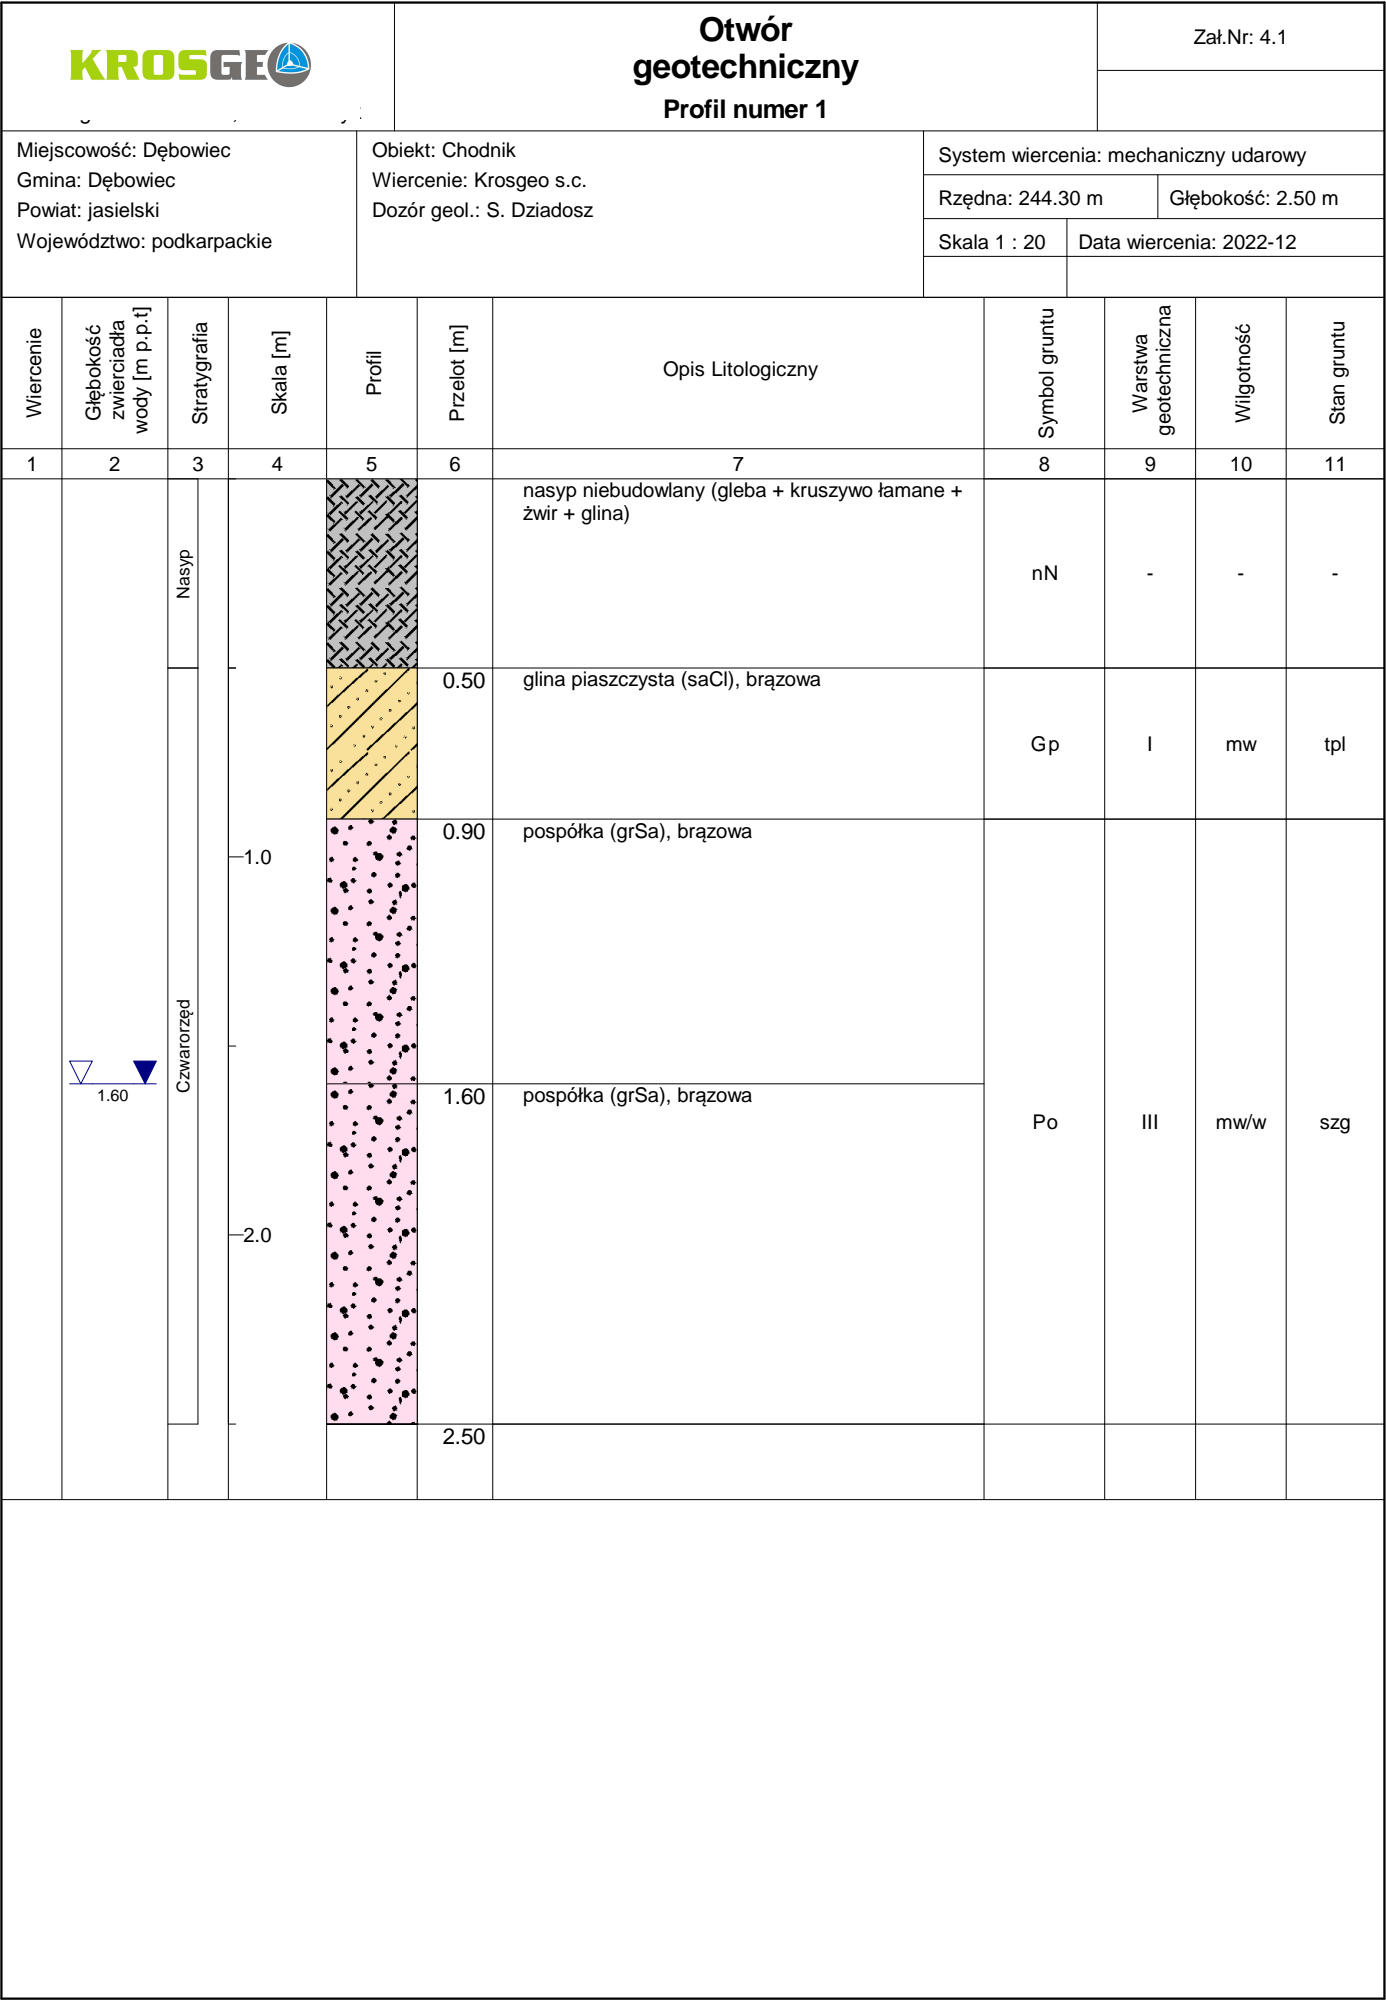 KROSGEO
Otwór
geotechniczny
Profil numer 1
Zał.Nr: 4.1
Miejscowość: Dębowiec
Gmina: Dębowiec
Powiat: jasielski
Województwo: podkarpackie
Obiekt: Chodnik
Wiercenie: Krosgeo s.c.
Dozór geol.: S. Dziadosz
System wiercenia: mechaniczny udarowy
Rzędna: 244.30 m
Głębokość: 2.50 m
Skala 1 : 20
Data wiercenia: 2022-12
Wiercenie
Głębokość
zwierciadła
wody [m p.p.t]
Stratygrafia
Skala [m]
Profil
Przelot [m]
Opis Litologiczny
Symbol gruntu
Warstwa
geotechniczna
Wilgotność
Stan gruntu
1 2 3 4 5 6 7 8 9 10 11
nasyp niebudowlany (gleba + kruszywo łamane +
żwir + glina)
Nasyp
nN - - -
0.50 glina piaszczysta (saCl), brązowa
Gp I mw tpl
0.90 pospółka (grSa), brązowa
1.0
Czwarorzęd
1.60
1.60 pospółka (grSa), brązowa
Po III mw/w szg
2.0
2.50